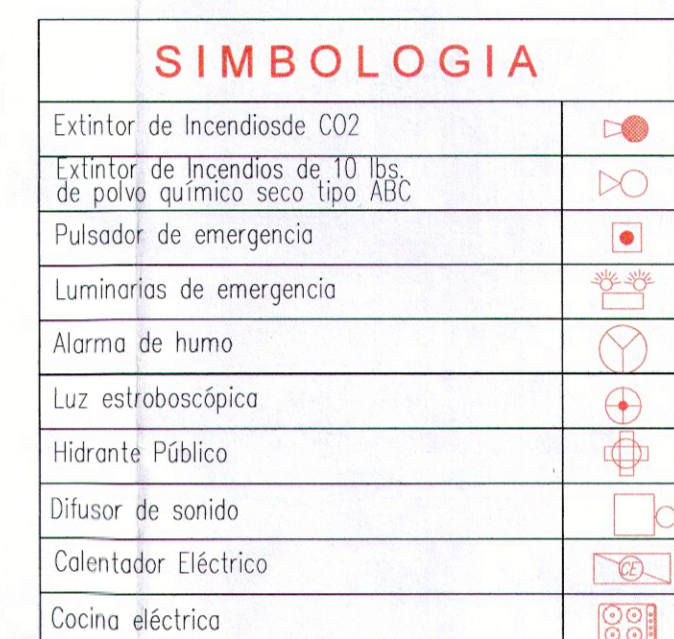 SIMBOLOGIA
Extintor de Incendiosde CO2
Extintor de Incendios de 10 lbs.
de polvo químico seco tipo ABC
Pulsador de emergencia
Luminarias de emergencia
Alarma de humo
Luz estroboscópica
Hidrante Público
Difusor de sonido
Calentador Eléctrico
CE
Cocina eléctrica